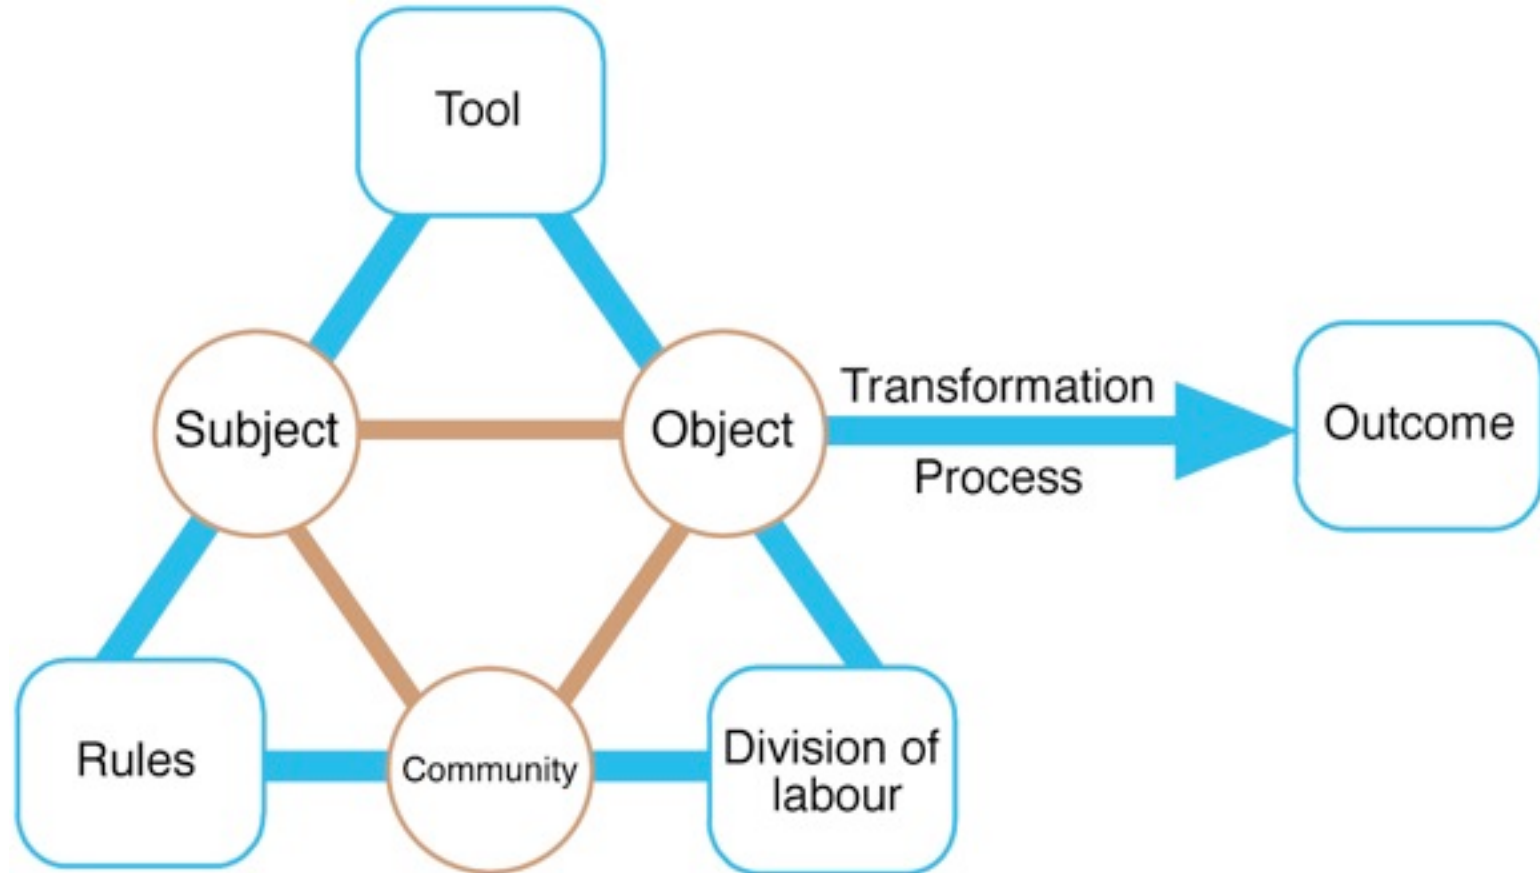 Tool
Subject
Object
Transformation
Process
Outcome
Rules
Community
Division of
labour